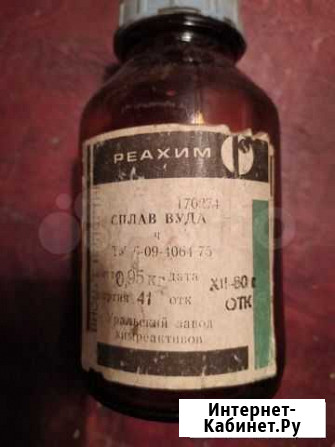 РЕАХИМ
170274
СПЛАВ ВУДА
ч
ТУ 6-09-4064-75
0,95 кг дата XII-80 г
партия 41 отк ОТК
Уральский завод
химреактивов
Интернет-
Кабинет.Ру